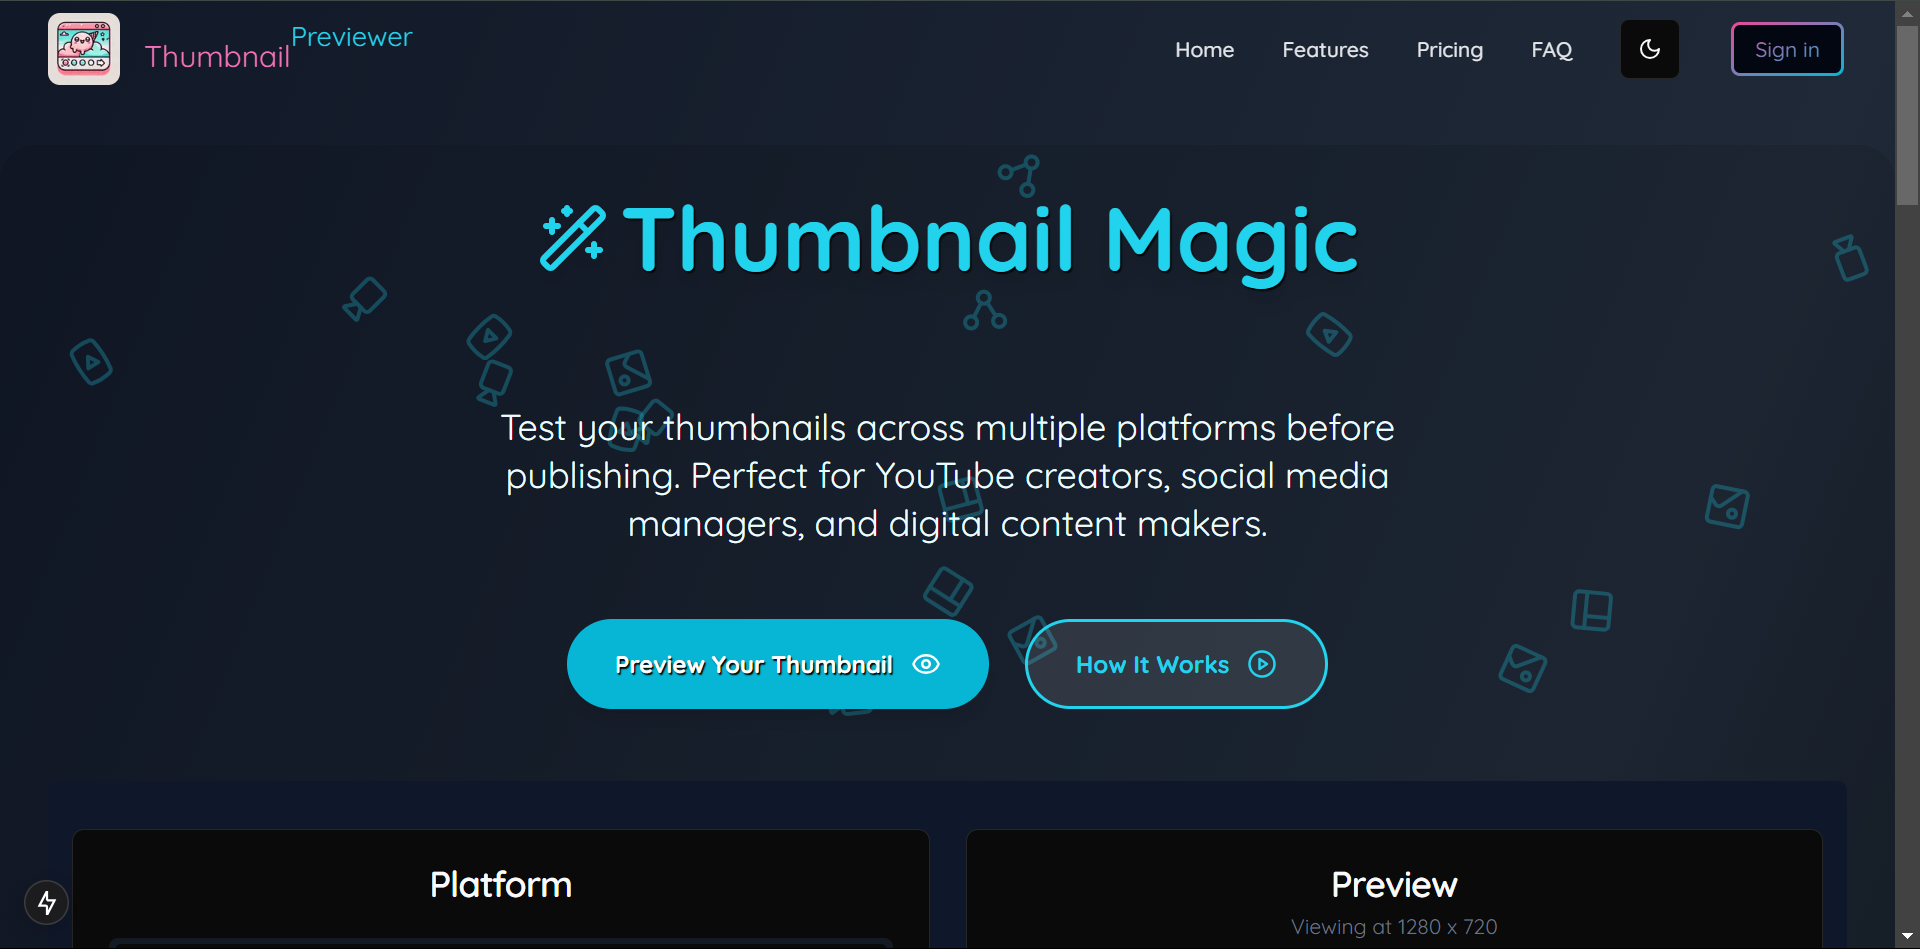 Thumbnail Previewer
Home
Features
Pricing
FAQ
Sign in
Thumbnail Magic
Test your thumbnails across multiple platforms before
publishing. Perfect for YouTube creators, social media
managers, and digital content makers.
Preview Your Thumbnail
How It Works
Platform
Preview
Viewing at 1280 x 720